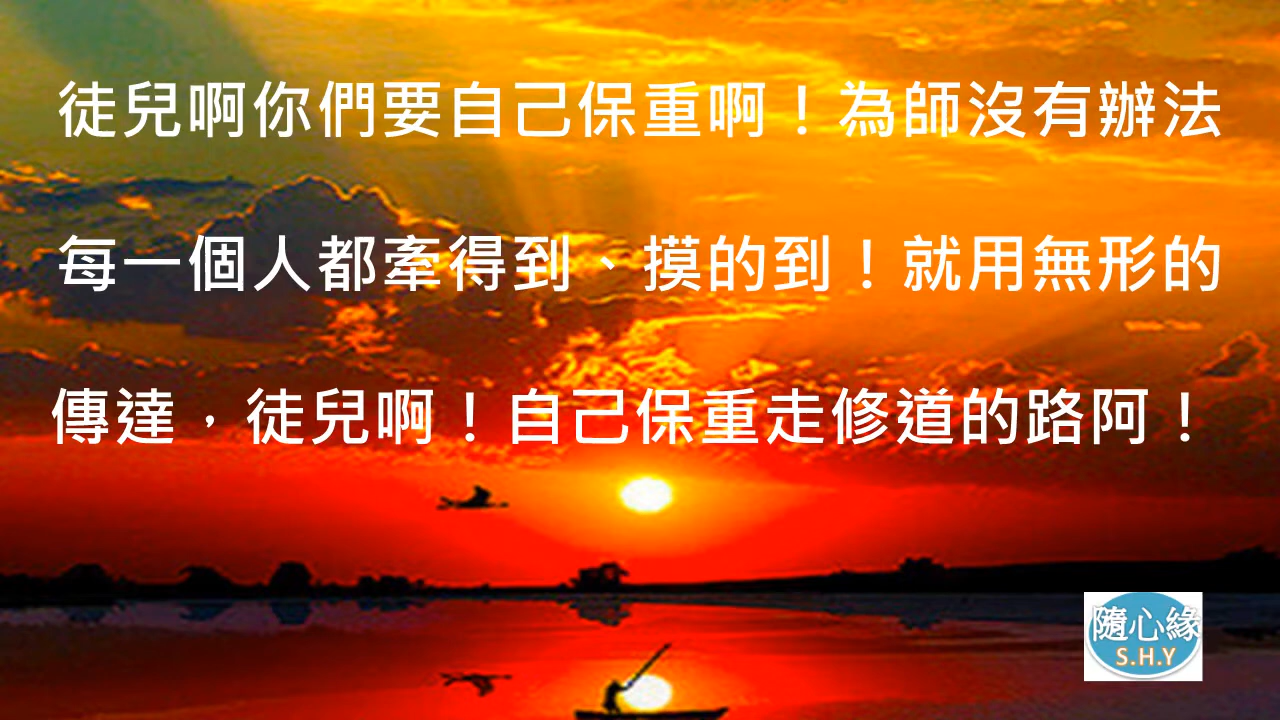 徒兒啊你們要自己保重啊！為師沒有辦法
每一個人都牽得到、摸的到！就用無形的
傳達，徒兒啊！自己保重走修道的路阿！
隨心緣
S.H.Y